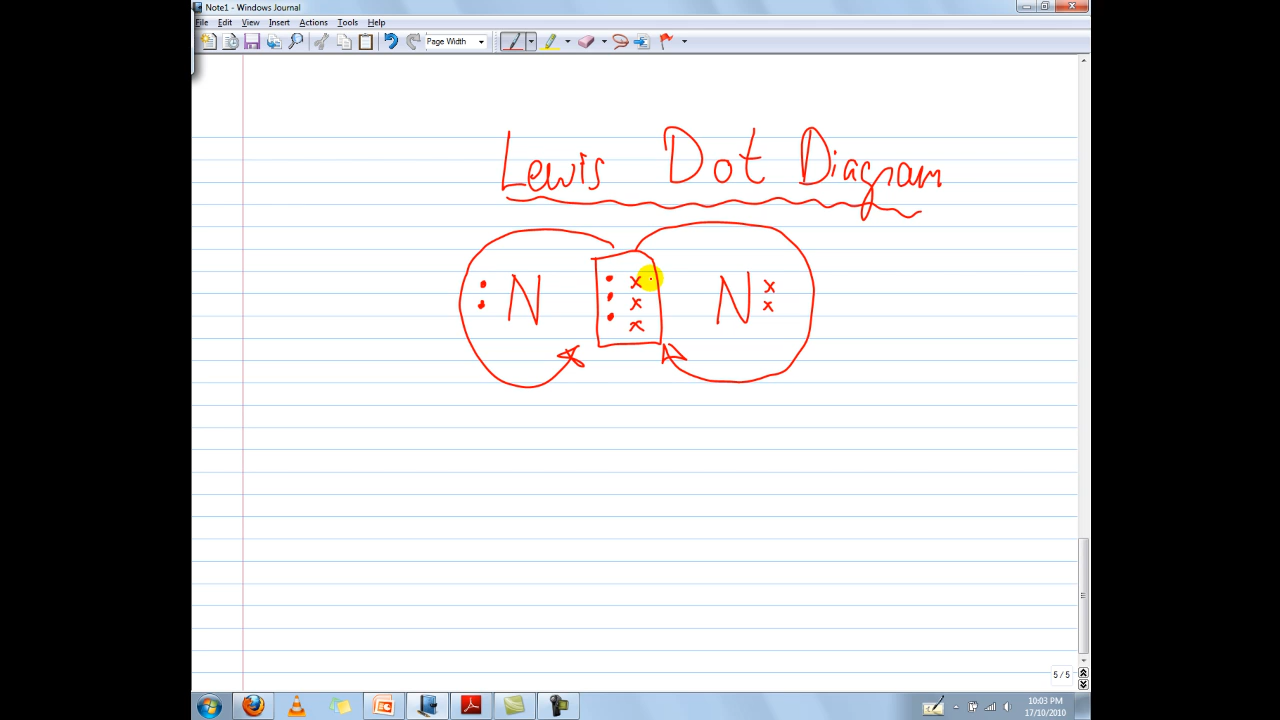 Note1 - Windows Journal
File Edit View Insert Actions Tools Help
Page Width
Lewis Dot Diagram
: N : x x x N x x
5 / 5
10:03 PM
17/10/2010